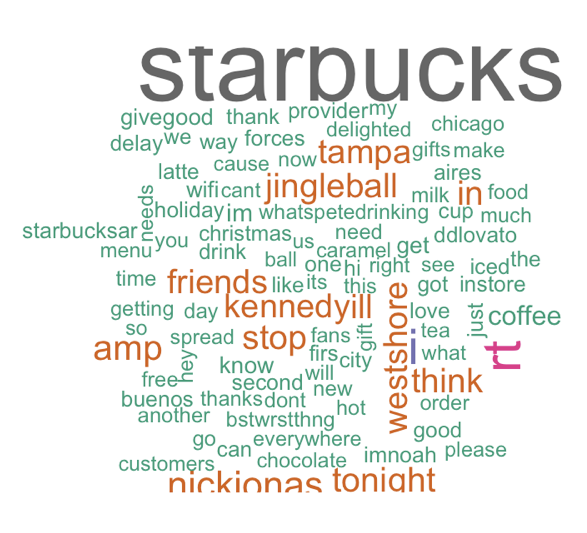 starbucks
givegood thank provider my
delighted chicago
delay we way forces tampa gifts make
latte cause now aires
wifi cant jingleball milk in food
needs holiday im whatspetedrinking cup much
starbucksar christmas us need ddlovato
menu you drink caramel get
ball one hi right see iced the
time friends like its this got instore
getting day kennedyill westshore love just coffee
so spread stop fans gift i tea
amp hey know firs city what rt
free second will think
buenos thanks dont new order
another bstwrstthng hot
go can everywhere good
customers chocolate imnoah please
nickjonas tonight